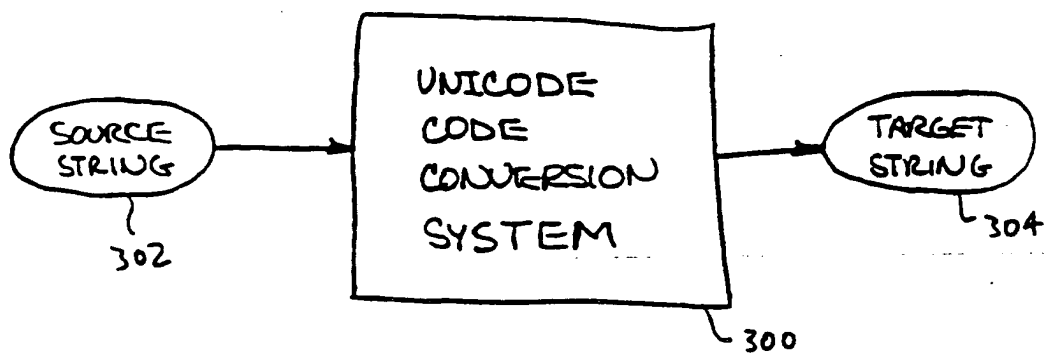 SOURCE
STRING
302
UNICODE
CODE
CONVERSION
SYSTEM
300
TARGET
STRING
304